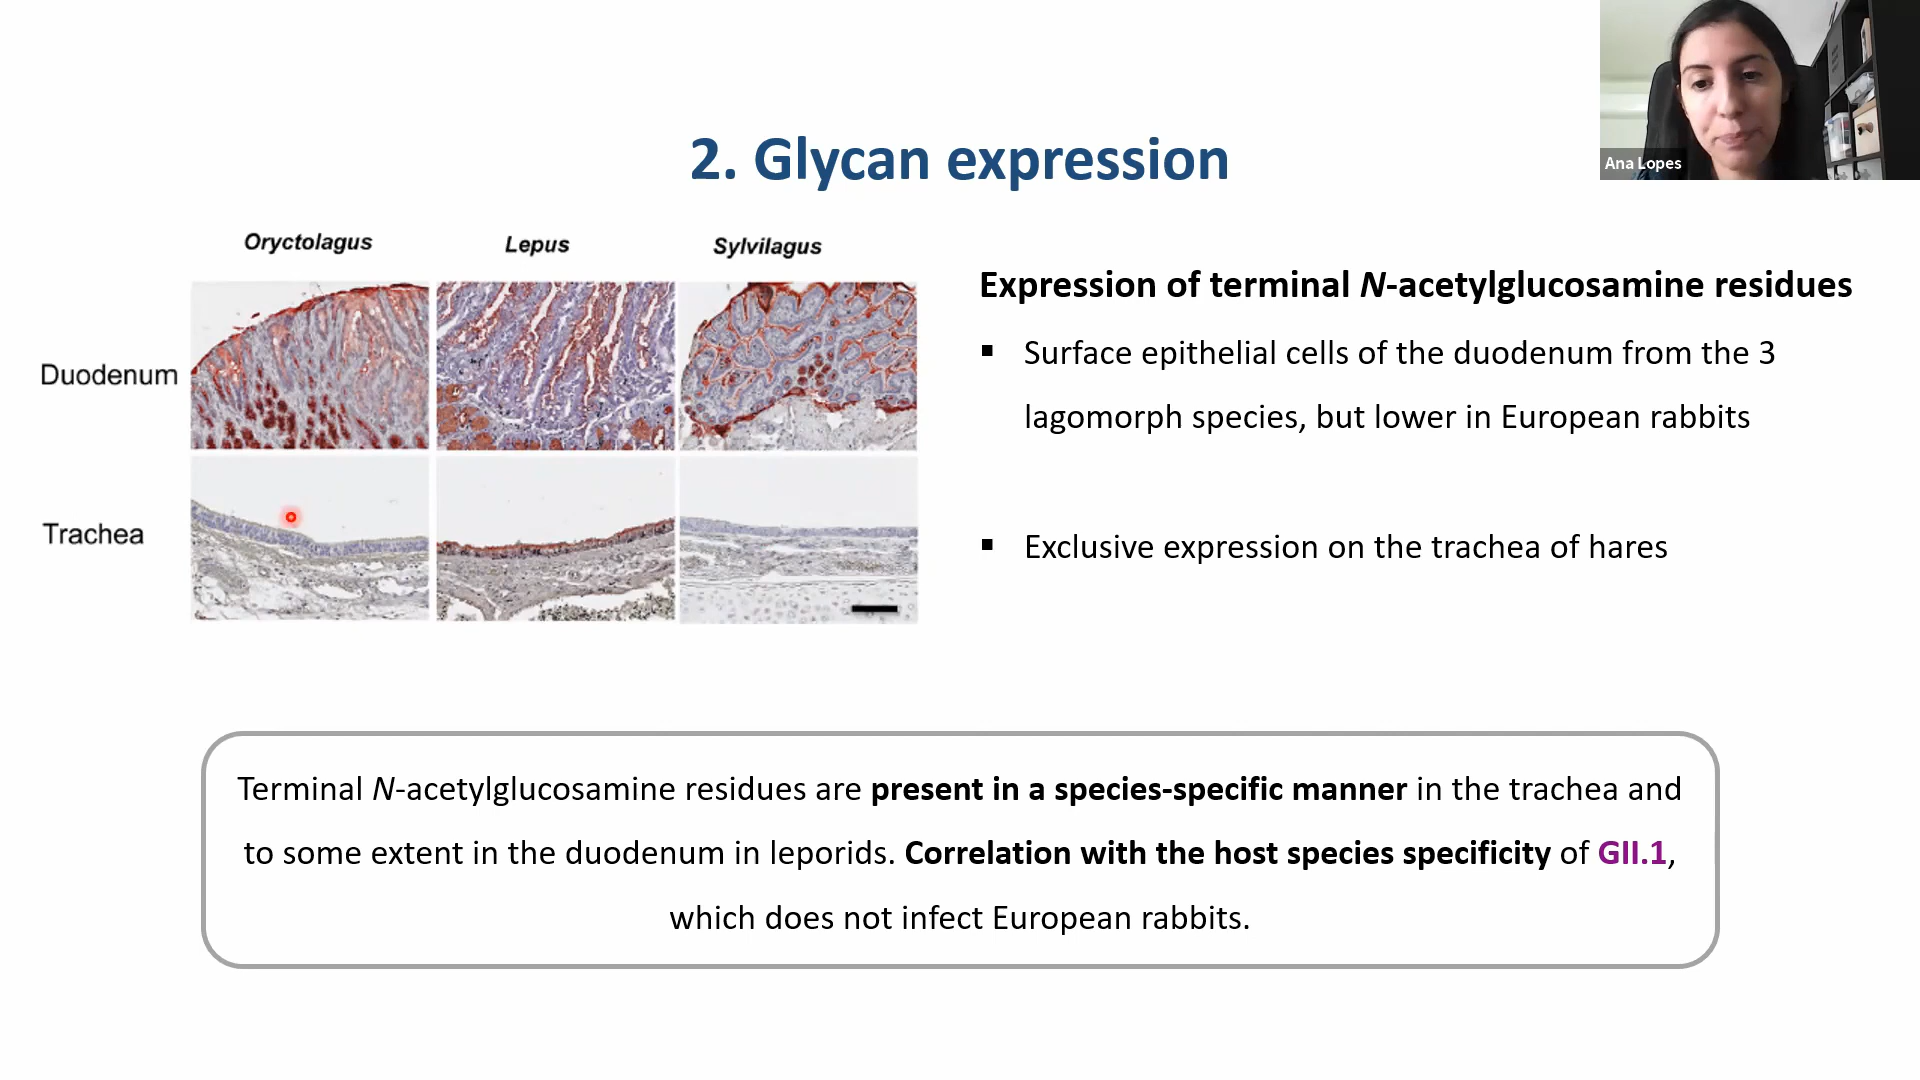 Ana Lopes
2. Glycan expression
Oryctolagus
Lepus
Sylvilagus
Duodenum
Trachea
Expression of terminal N-acetylglucosamine residues
▪ Surface epithelial cells of the duodenum from the 3
lagomorph species, but lower in European rabbits
▪ Exclusive expression on the trachea of hares
Terminal N-acetylglucosamine residues are present in a species-specific manner in the trachea and
to some extent in the duodenum in leporids. Correlation with the host species specificity of GII.1,
which does not infect European rabbits.